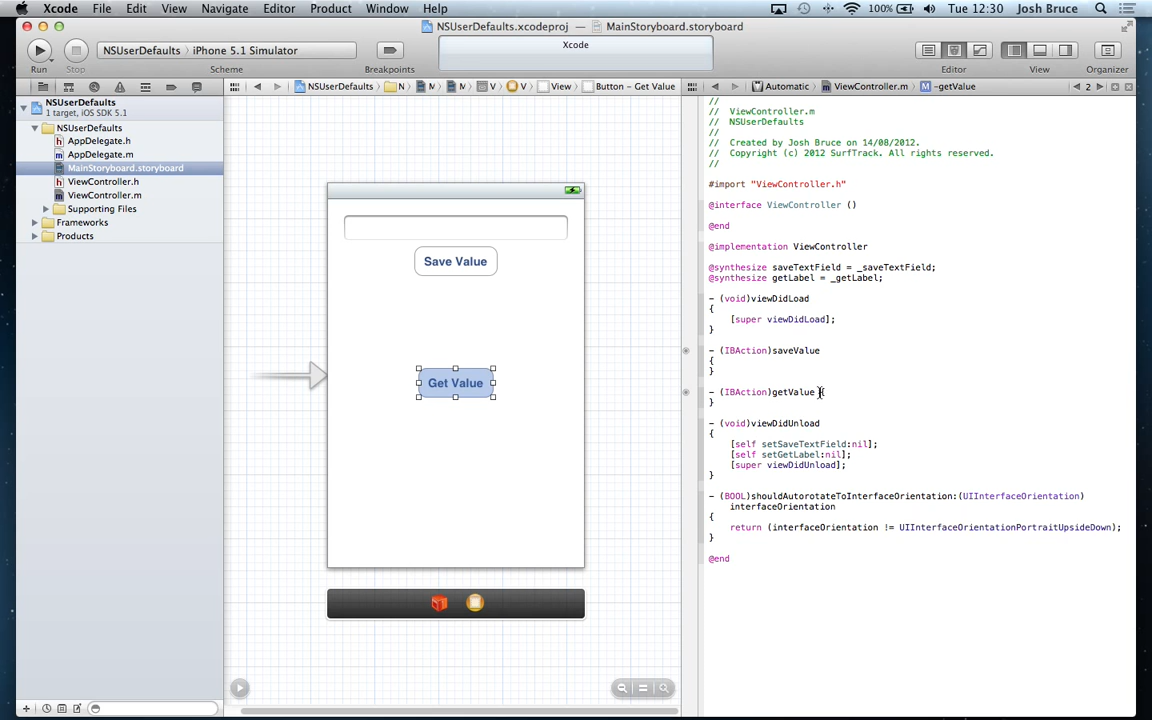 Xcode File Edit View Navigate Editor Product Window Help 100% Tue 12:30 Josh Bruce
NSUserDefaults.xcodeproj — MainStoryboard.storyboard
NSUserDefaults iPhone 5.1 Simulator
Xcode
Run Stop Scheme Breakpoints Editor View Organizer
NSUserDefaults N M M V V View Button - Get Value Automatic ViewController.m M -getValue 2
NSUserDefaults
1 target, iOS SDK 5.1
NSUserDefaults
AppDelegate.h
AppDelegate.m
MainStoryboard.storyboard
ViewController.h
ViewController.m
Supporting Files
Frameworks
Products
Save Value
Get Value
//
// ViewController.m
// NSUserDefaults
//
// Created by Josh Bruce on 14/08/2012.
// Copyright (c) 2012 SurfTrack. All rights reserved.
//
#import "ViewController.h"
@interface ViewController ()
@end
@implementation ViewController
@synthesize saveTextField = _saveTextField;
@synthesize getLabel = _getLabel;
- (void)viewDidLoad
{
[super viewDidLoad];
}
- (IBAction)saveValue
{
}
- (IBAction)getValue {
}
- (void)viewDidUnload
{
[self setSaveTextField:nil];
[self setGetLabel:nil];
[super viewDidUnload];
}
- (BOOL)shouldAutorotateToInterfaceOrientation:(UIInterfaceOrientation)
interfaceOrientation
{
return (interfaceOrientation != UIInterfaceOrientationPortraitUpsideDown);
}
@end